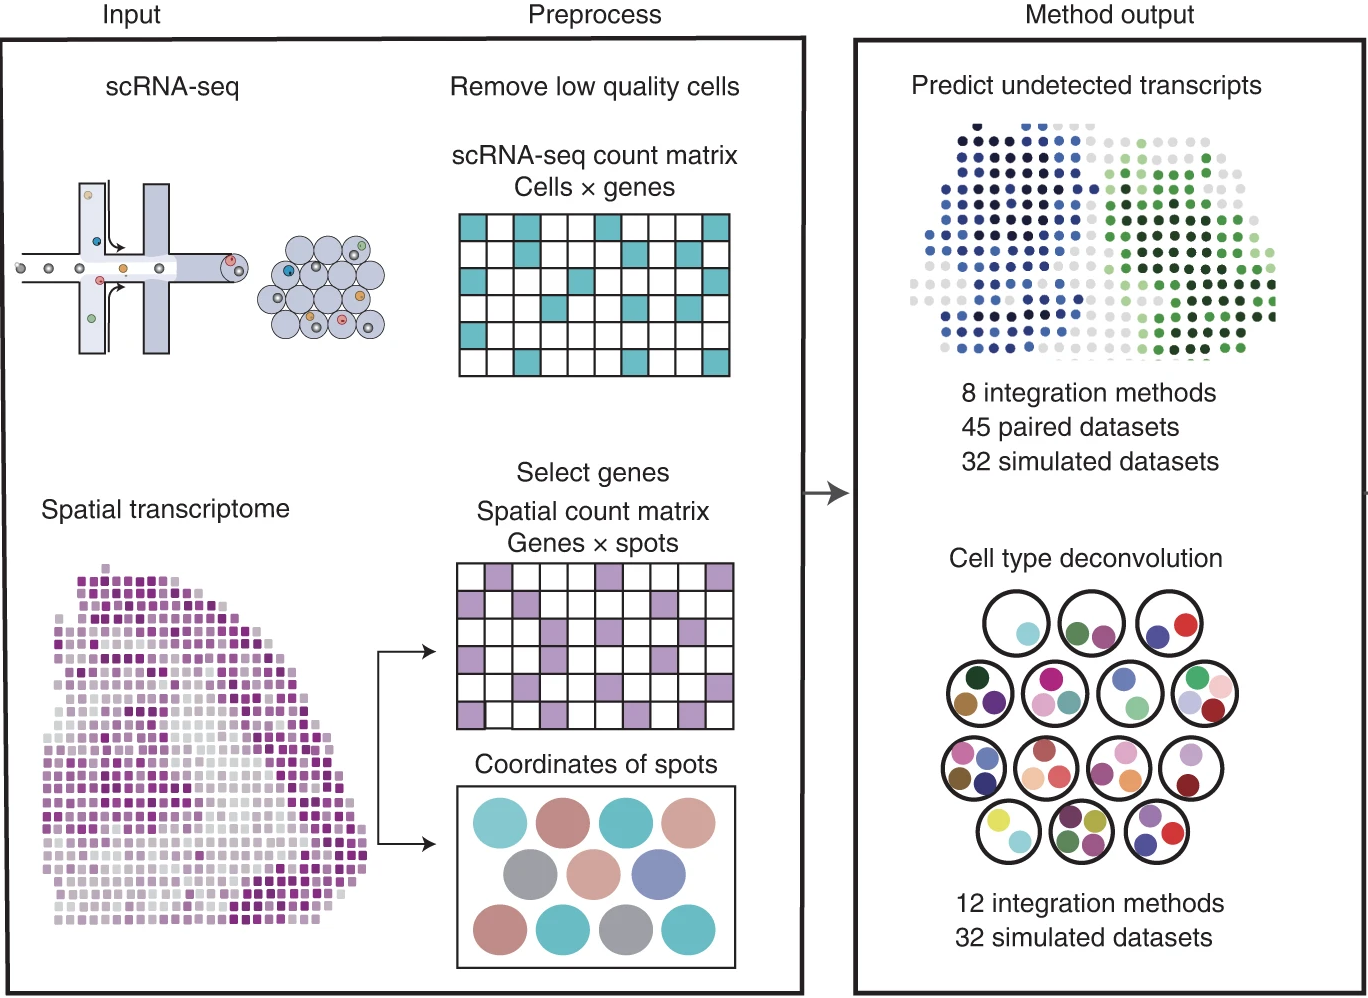 Input
Preprocess
Method output
scRNA-seq
Remove low quality cells
scRNA-seq count matrix
Cells × genes
Spatial transcriptome
Select genes
Spatial count matrix
Genes × spots
Coordinates of spots
Predict undetected transcripts
8 integration methods
45 paired datasets
32 simulated datasets
Cell type deconvolution
12 integration methods
32 simulated datasets